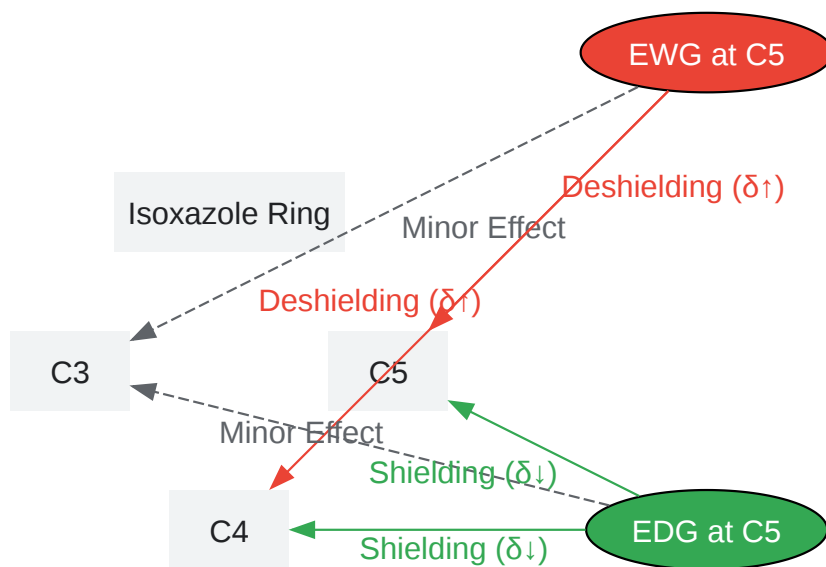 EWG at C5
Deshielding (δ↑)
Isoxazole Ring
Minor Effect
Deshielding (δ↑)
C3
C5
Minor Effect
Shielding (δ↓)
C4
EDG at C5
Shielding (δ↓)